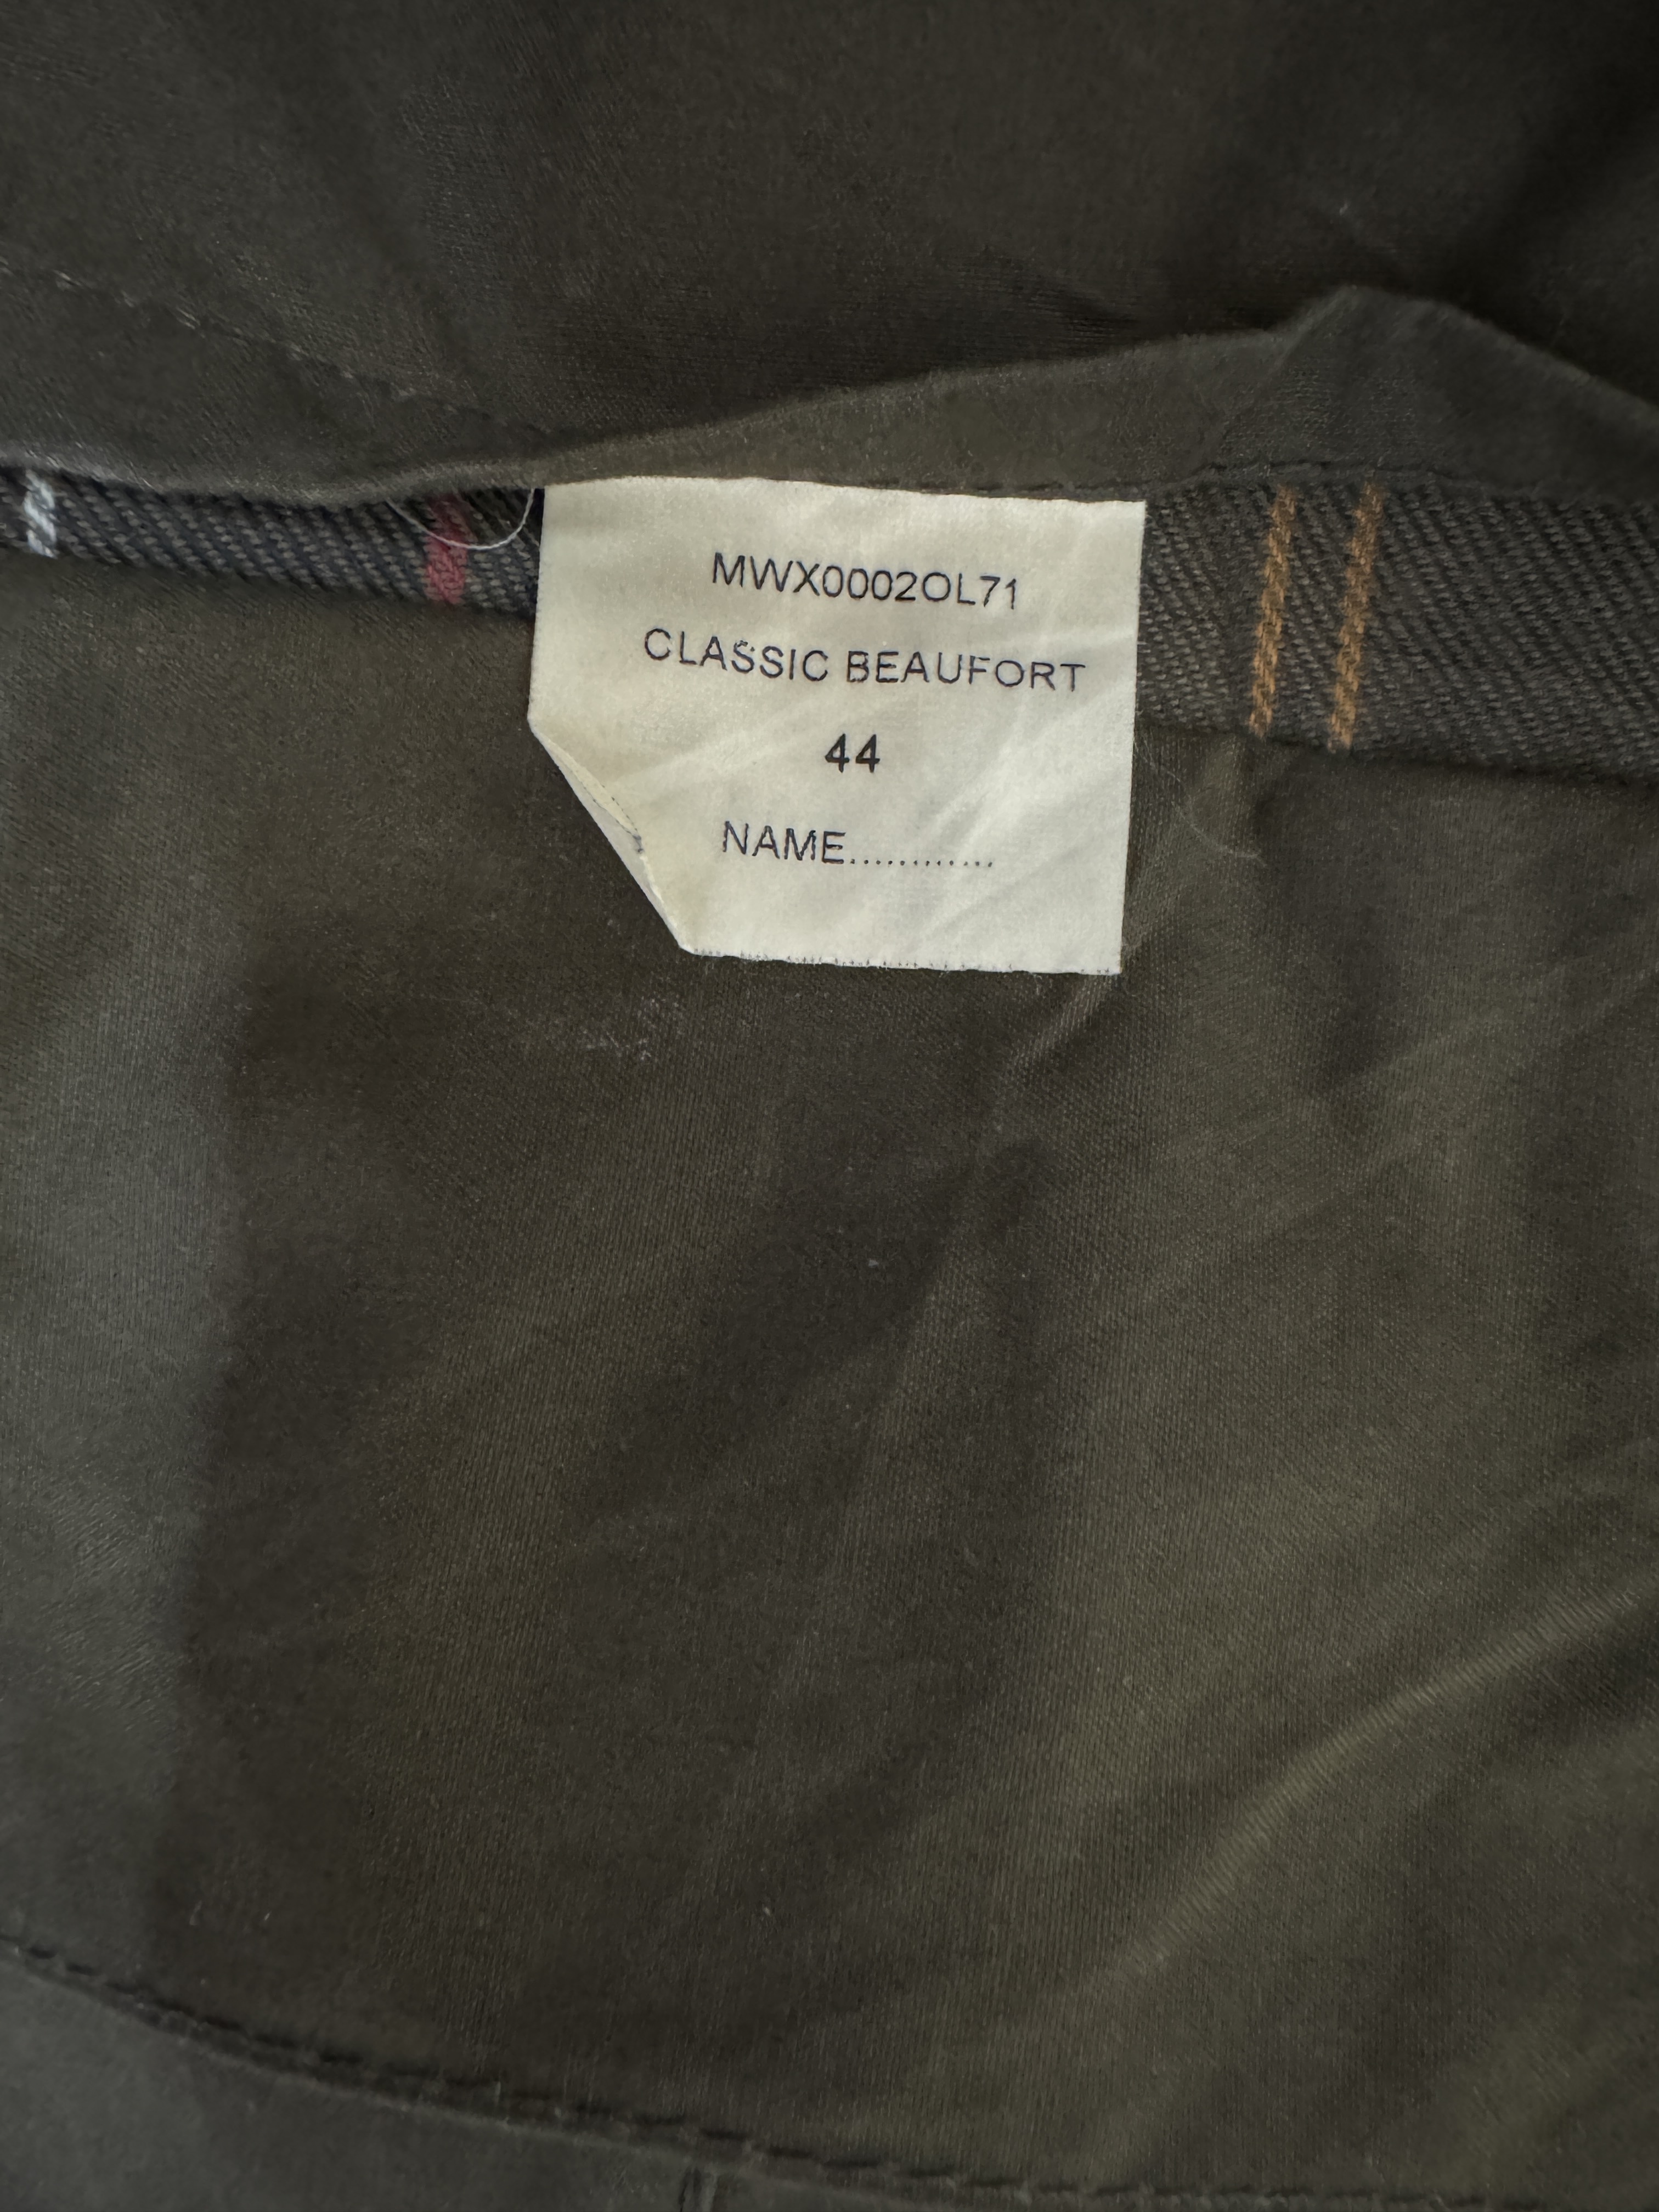 MWX0002OL71
CLASSIC BEAUFORT
44
NAME............